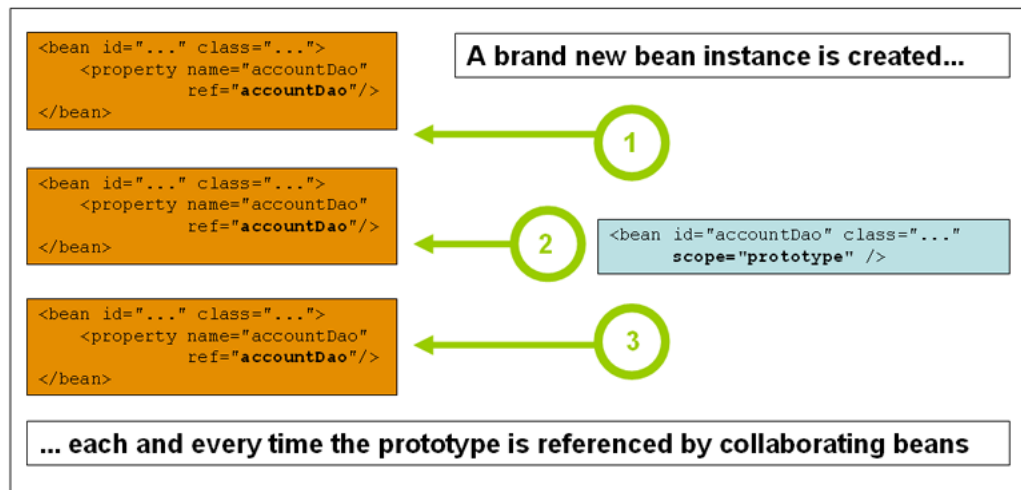 <bean id="..." class="...">
    <property name="accountDao"
              ref="accountDao"/>
</bean>
A brand new bean instance is created...
1
<bean id="..." class="...">
    <property name="accountDao"
              ref="accountDao"/>
</bean>
2
<bean id="accountDao" class="..."
      scope="prototype" />
<bean id="..." class="...">
    <property name="accountDao"
              ref="accountDao"/>
</bean>
3
... each and every time the prototype is referenced by collaborating beans